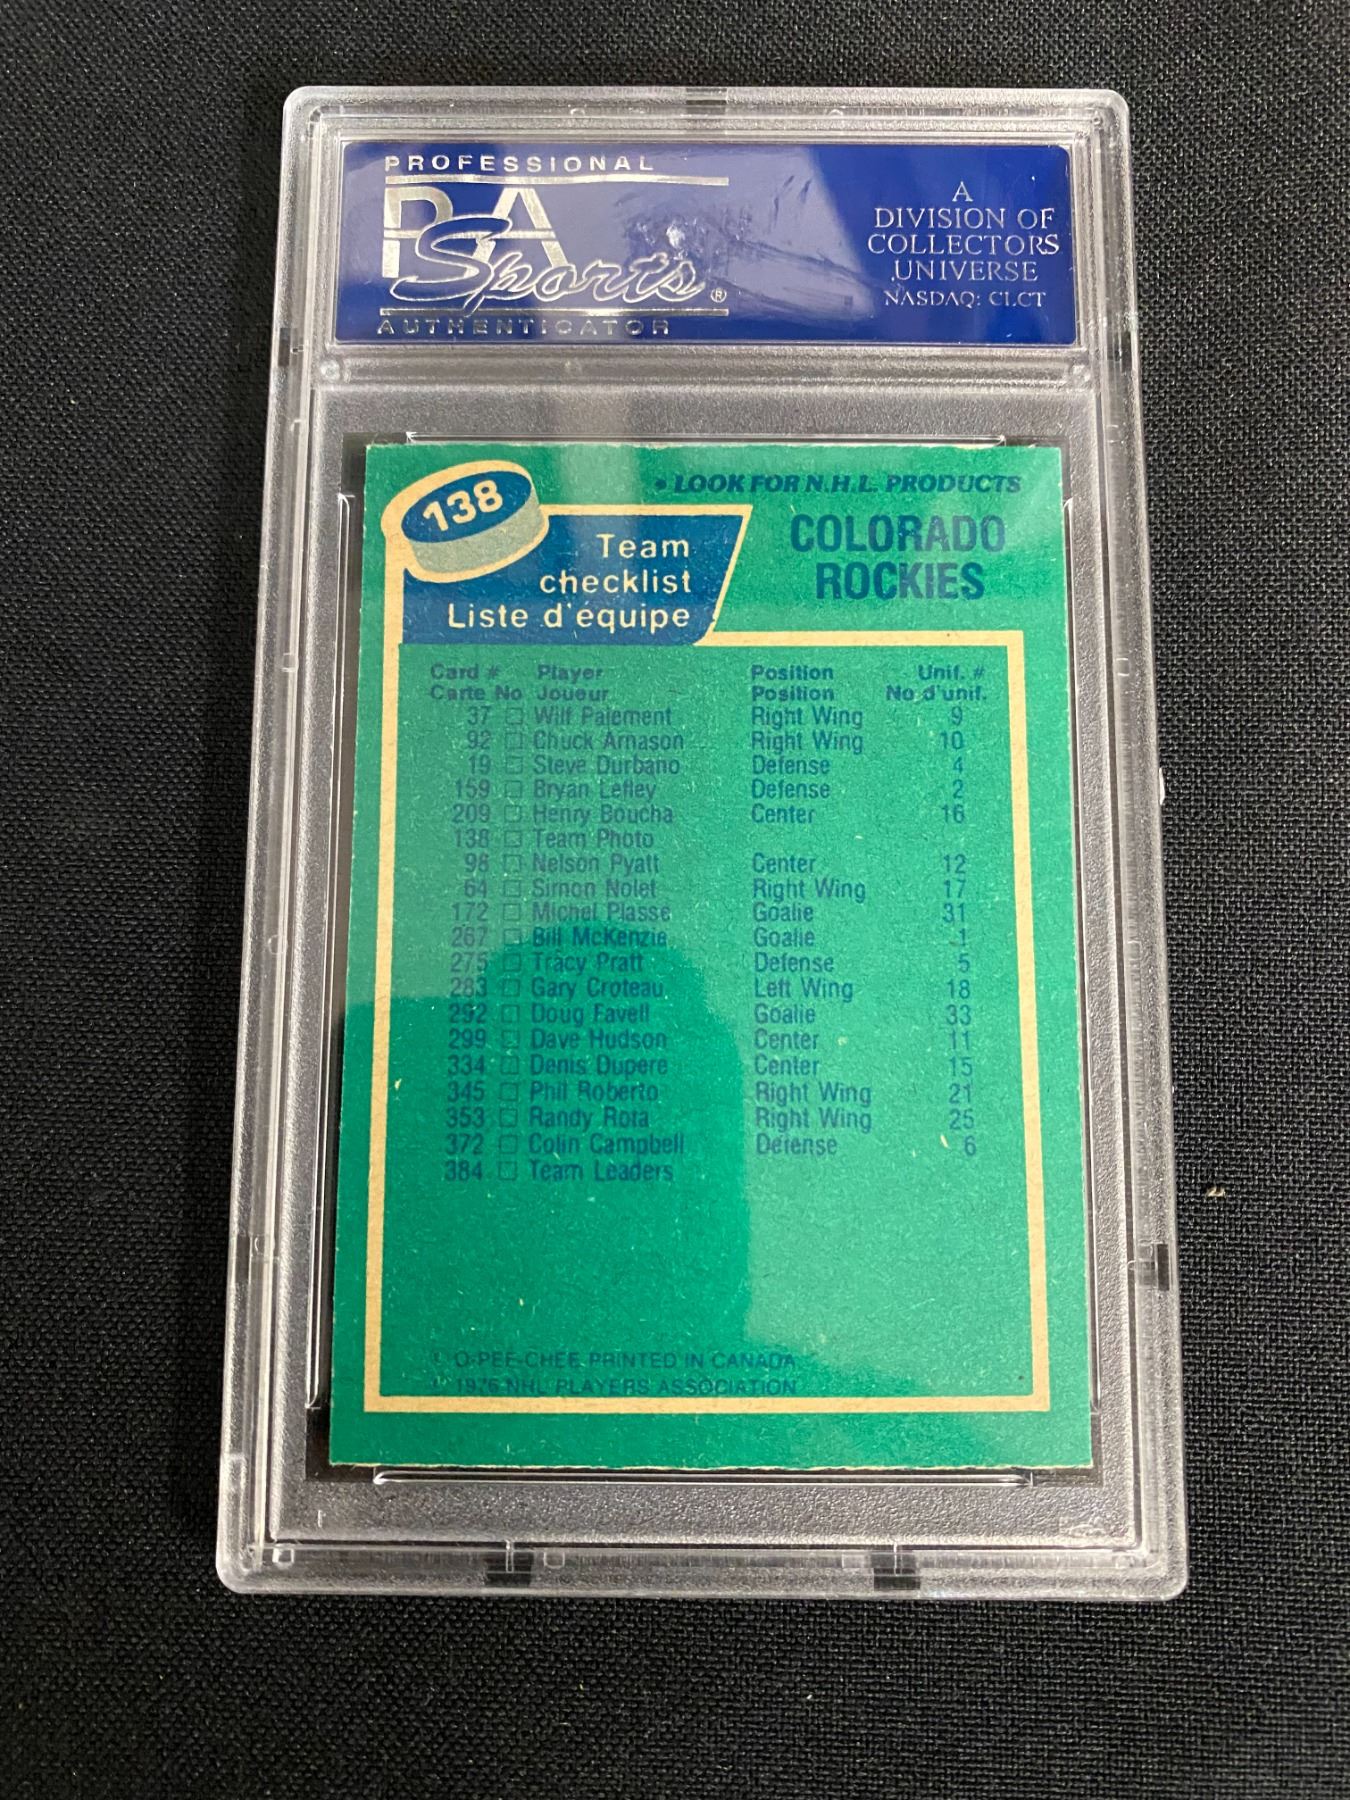 PROFESSIONAL
PSA
Sports®
AUTHENTICATOR
A
DIVISION OF
COLLECTORS
UNIVERSE
NASDAQ: CLCT
138
• LOOK FOR N.H.L. PRODUCTS
Team
checklist
Liste d'équipe
COLORADO
ROCKIES
Card # Player Position Unif. #
Carte No Joueur Position No d'unif.
37 □ Wilf Paiement Right Wing 9
92 □ Chuck Arnason Right Wing 10
19 □ Steve Durbano Defense 4
159 □ Bryan Lefley Defense 2
209 □ Henry Boucha Center 16
138 □ Team Photo
98 □ Nelson Pyatt Center 12
64 □ Simon Nolet Right Wing 17
172 □ Michel Plasse Goalie 31
267 □ Bill McKenzie Goalie 1
275 □ Tracy Pratt Defense 5
283 □ Gary Croteau Left Wing 18
292 □ Doug Favell Goalie 33
299 □ Dave Hudson Center 11
334 □ Denis Dupere Center 15
345 □ Phil Roberto Right Wing 21
353 □ Randy Rota Right Wing 25
372 □ Colin Campbell Defense 6
384 □ Team Leaders
© O-PEE-CHEE PRINTED IN CANADA
© 1976 NHL PLAYERS ASSOCIATION